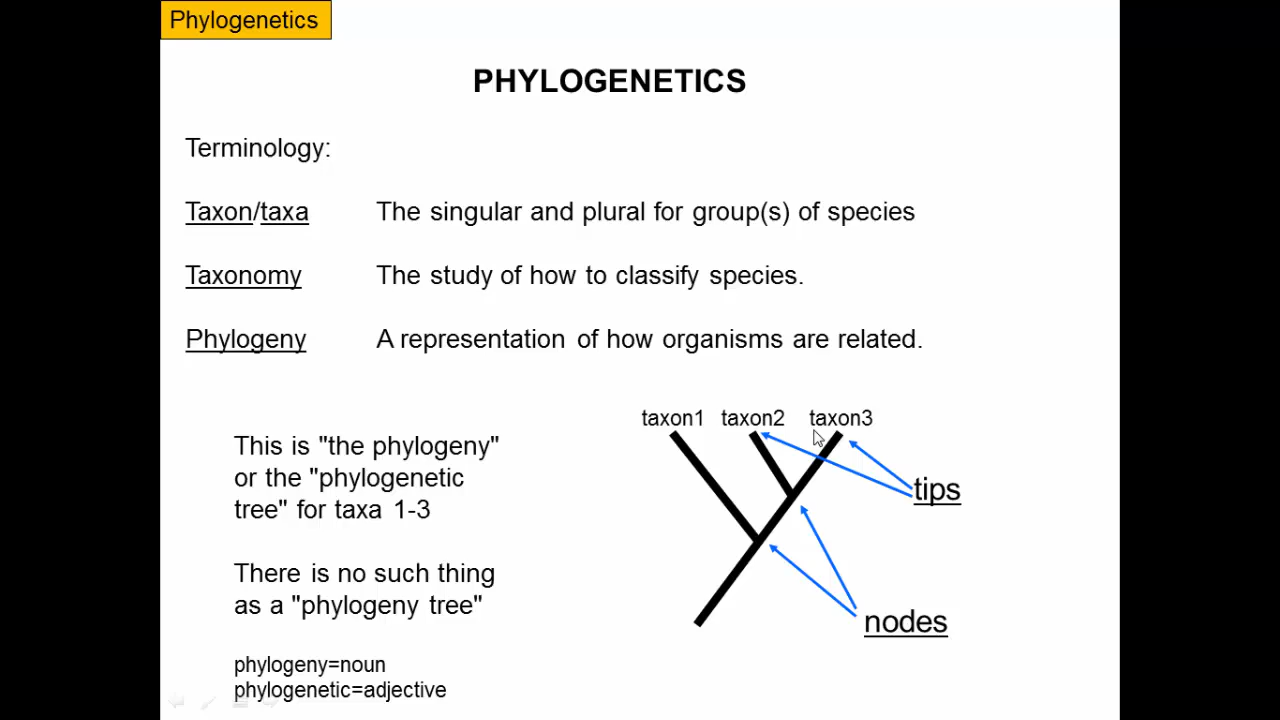 Phylogenetics
PHYLOGENETICS
Terminology:
Taxon/taxa The singular and plural for group(s) of species
Taxonomy The study of how to classify species.
Phylogeny A representation of how organisms are related.
taxon1 taxon2 taxon3
This is "the phylogeny"
or the "phylogenetic
tree" for taxa 1-3
tips
There is no such thing
as a "phylogeny tree"
nodes
phylogeny=noun
phylogenetic=adjective